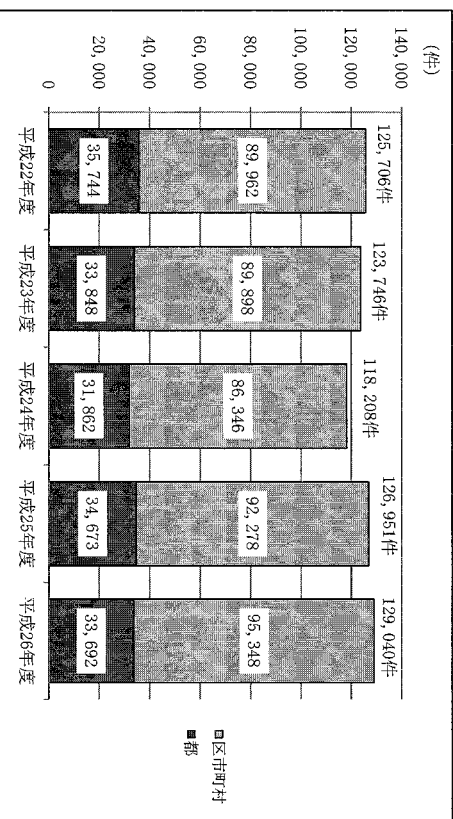 (件)
140,000
120,000
100,000
80,000
60,000
40,000
20,000
0
125,706件
123,746件
118,208件
126,951件
129,040件
89,962
89,898
86,346
92,278
95,348
35,744
33,848
31,862
34,673
33,692
平成22年度
平成23年度
平成24年度
平成25年度
平成26年度
区市町村
都